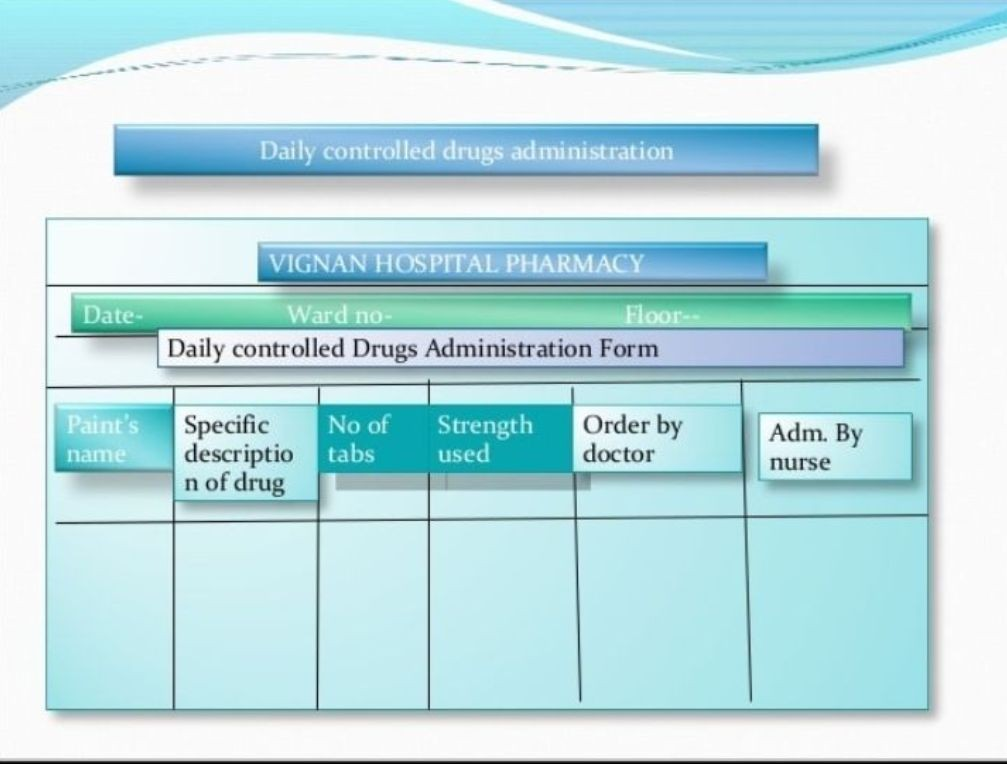 Daily controlled drugs administration
VIGNAN HOSPITAL PHARMACY
Date- Ward no- Floor--
Daily controlled Drugs Administration Form
Paint's
name
Specific
descriptio
n of drug
No of
tabs
Strength
used
Order by
doctor
Adm. By
nurse